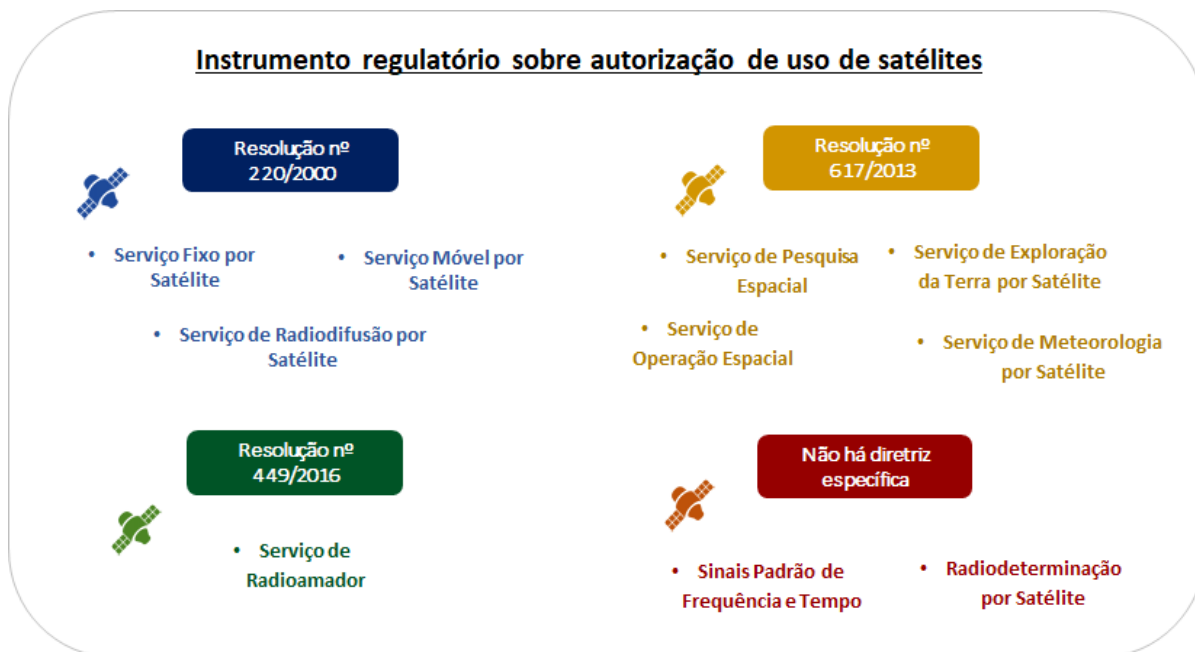 Instrumento regulatório sobre autorização de uso de satélites
Resolução nº
220/2000
• Serviço Fixo por
Satélite
• Serviço Móvel por
Satélite
• Serviço de Radiodifusão por
Satélite
Resolução nº
617/2013
• Serviço de Pesquisa
Espacial
• Serviço de Exploração
da Terra por Satélite
• Serviço de
Operação Espacial
• Serviço de Meteorologia
por Satélite
Resolução nº
449/2016
• Serviço de
Radioamador
Não há diretriz
específica
• Sinais Padrão de
Frequência e Tempo
• Radiodeterminação
por Satélite